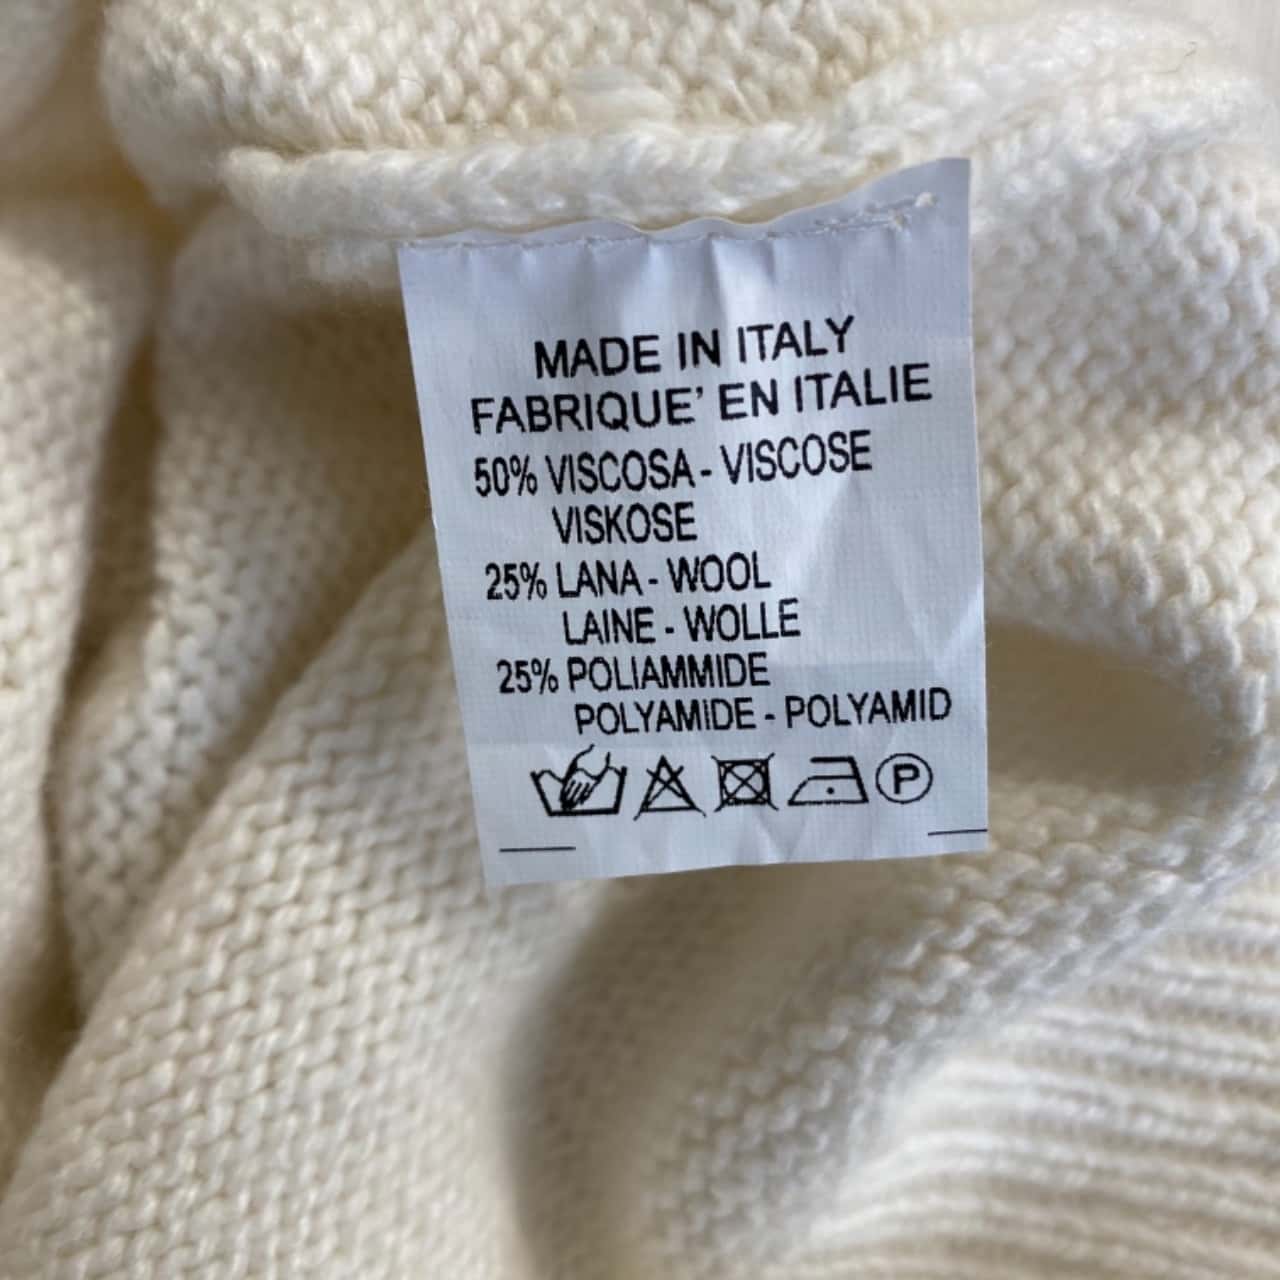 MADE IN ITALY
FABRIQUE' EN ITALIE
50% VISCOSA - VISCOSE
VISKOSE
25% LANA - WOOL
LAINE - WOLLE
25% POLIAMMIDE
POLYAMIDE - POLYAMID
P